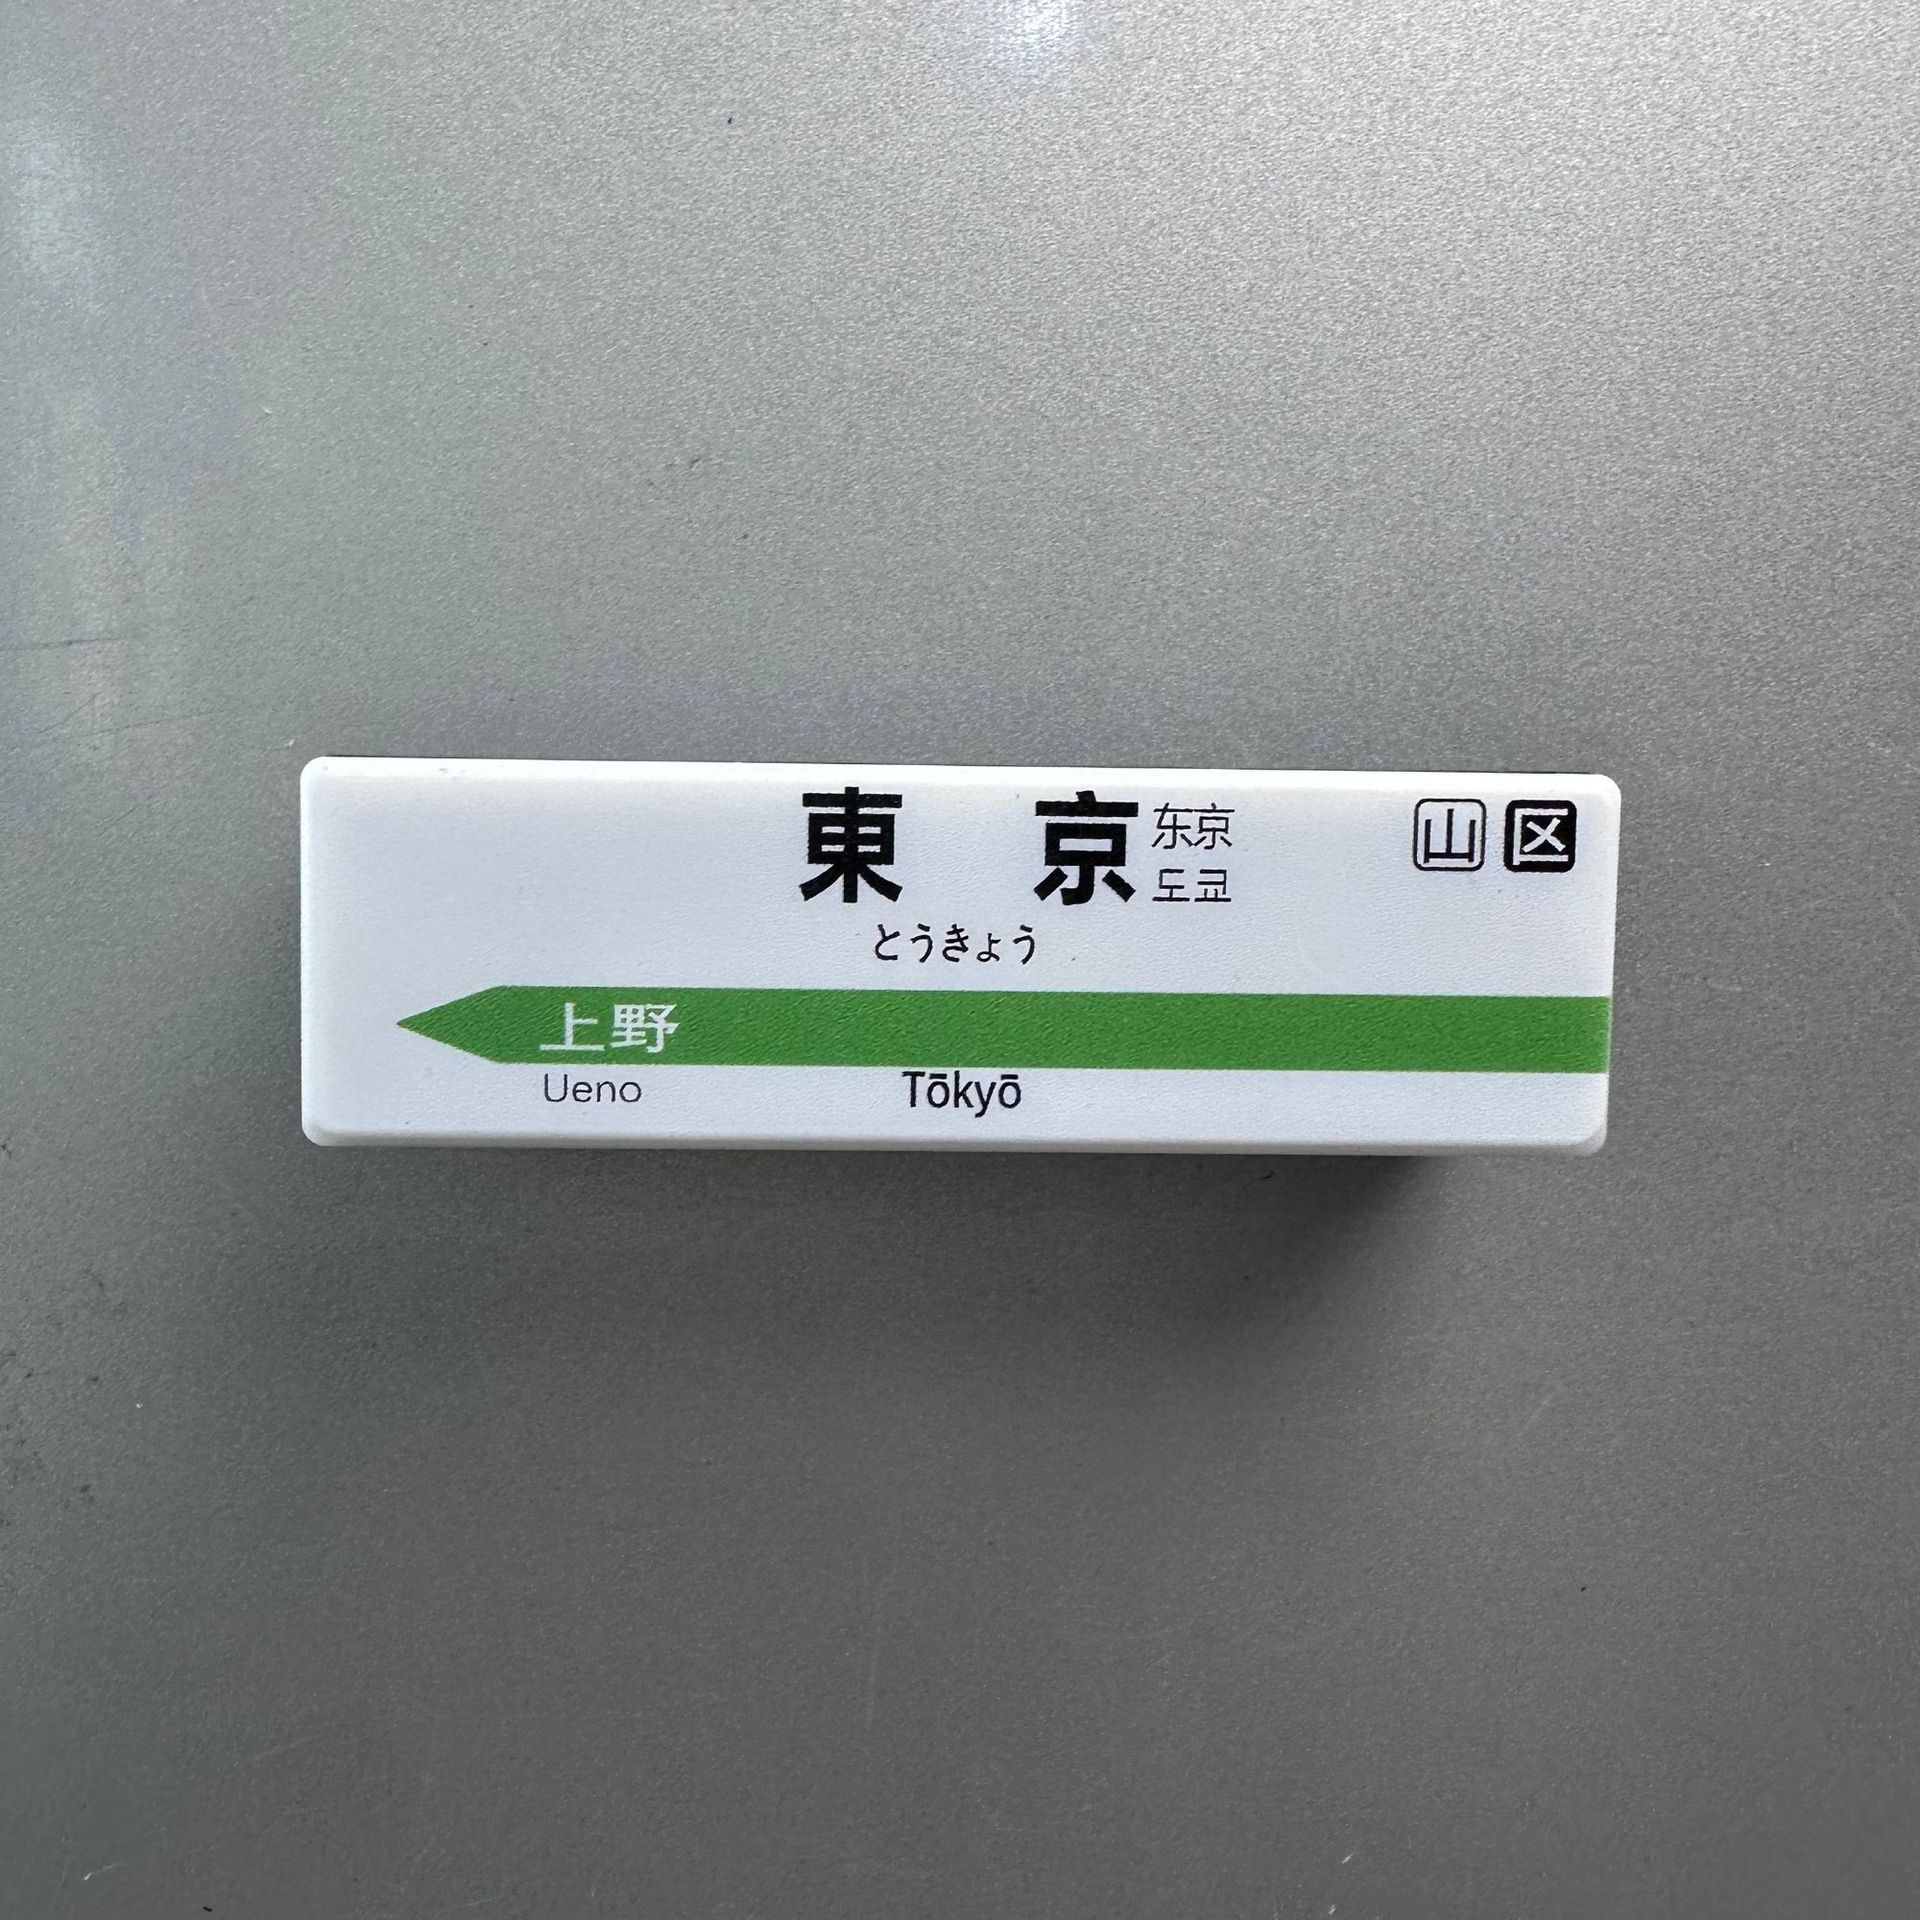 東京
东京
도쿄
山 区
とうきょう
上野
Ueno
Tōkyō